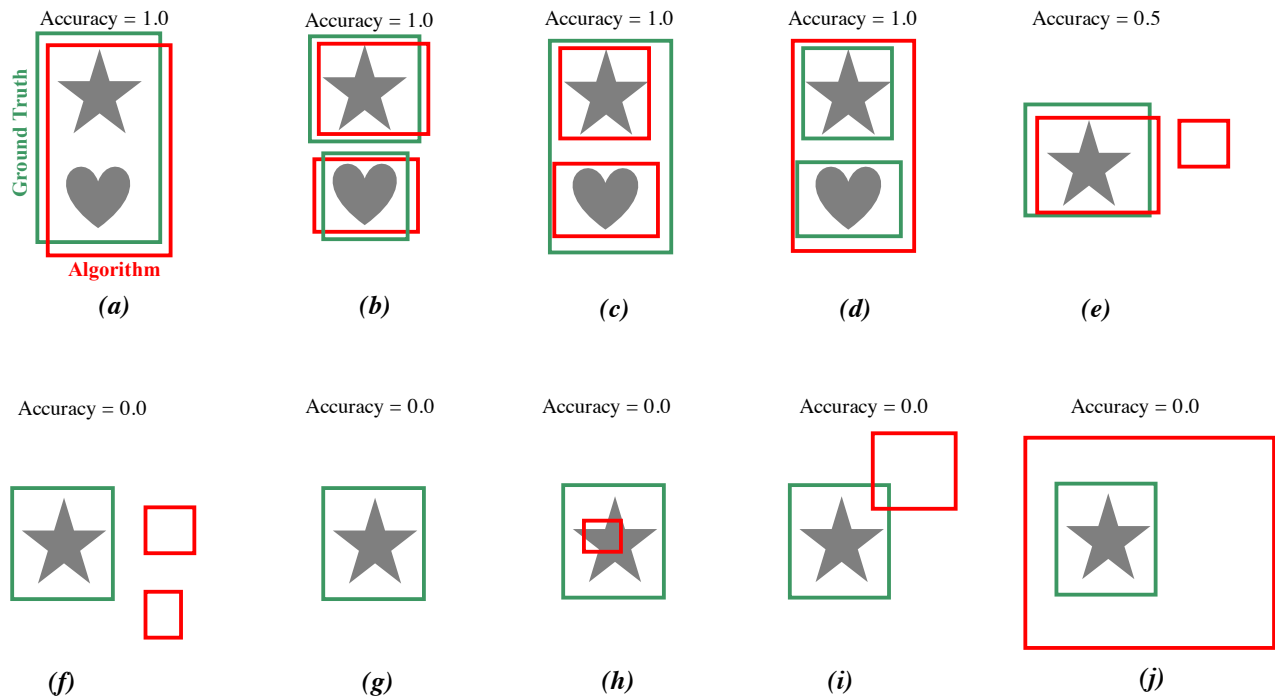 Accuracy = 1.0
Accuracy = 1.0
Accuracy = 1.0
Accuracy = 1.0
Accuracy = 0.5
Ground Truth
Algorithm
(a)
(b)
(c)
(d)
(e)
Accuracy = 0.0
Accuracy = 0.0
Accuracy = 0.0
Accuracy = 0.0
Accuracy = 0.0
(f)
(g)
(h)
(i)
(j)